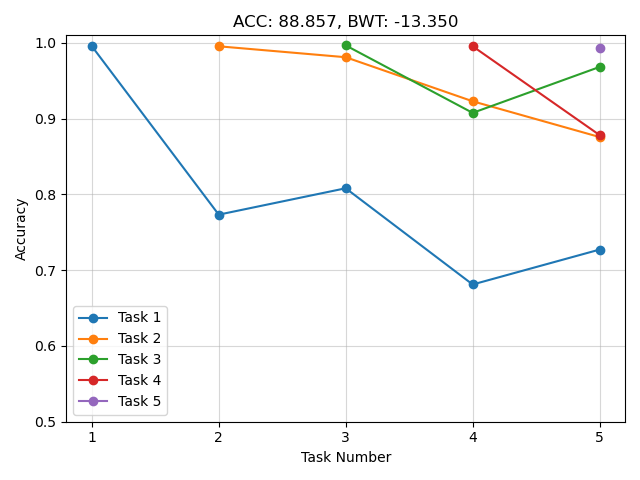 ACC: 88.857, BWT: -13.350
1.0
0.9
0.8
0.7
0.6
0.5
Accuracy
Task 1
Task 2
Task 3
Task 4
Task 5
1 2 3 4 5
Task Number